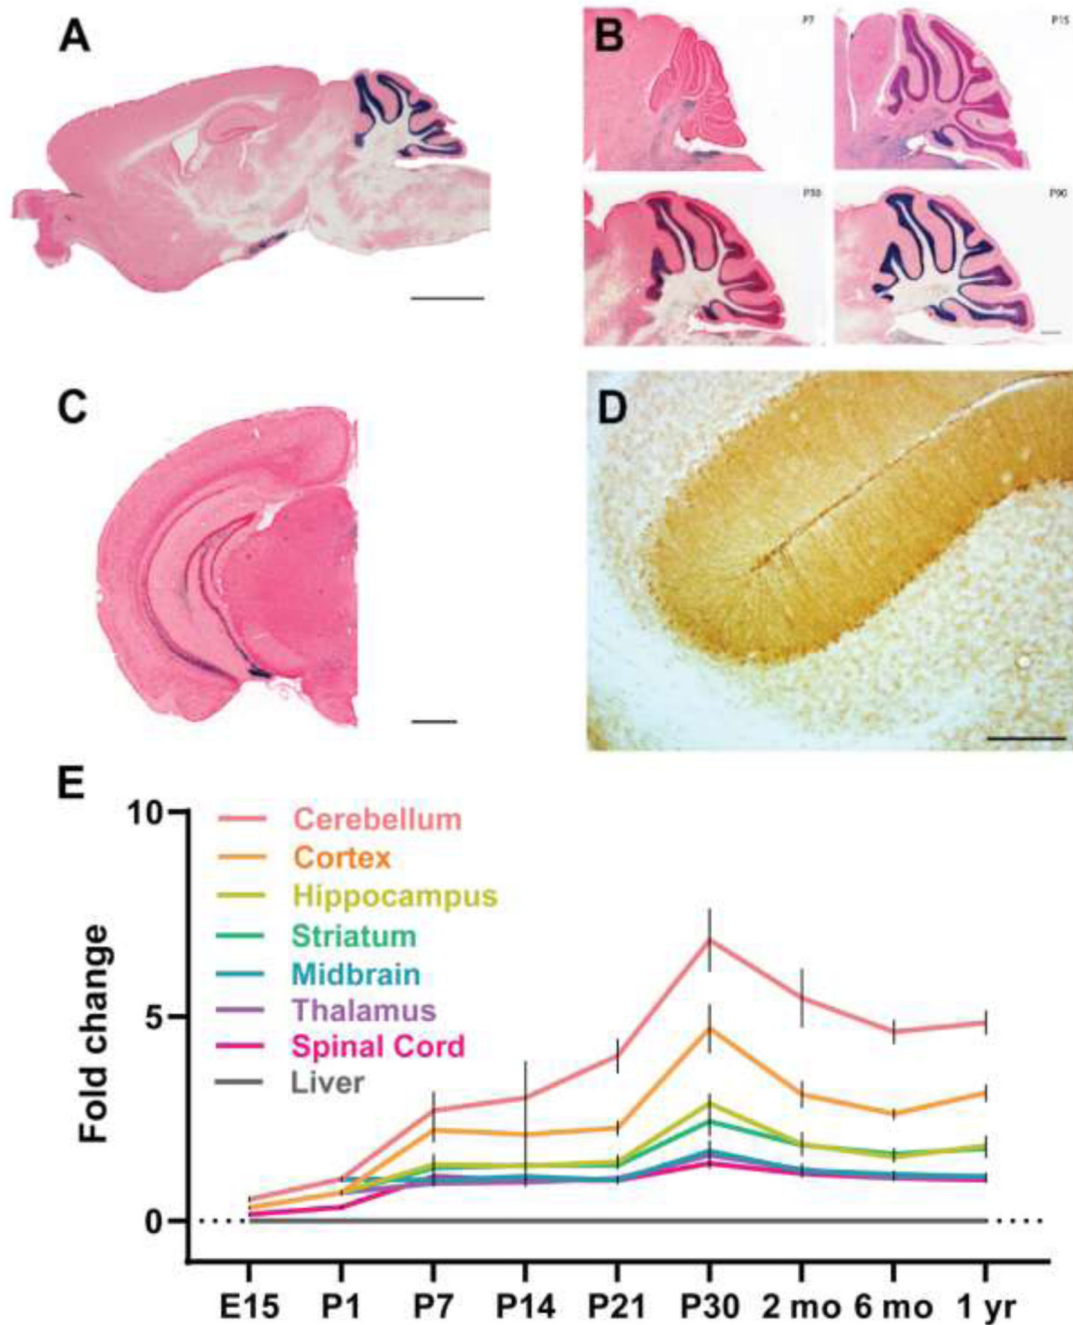 A
B
P7
P15
P30
P90
C
D
E
10
5
0
Fold change
Cerebellum
Cortex
Hippocampus
Striatum
Midbrain
Thalamus
Spinal Cord
Liver
E15 P1 P7 P14 P21 P30 2 mo 6 mo 1 yr